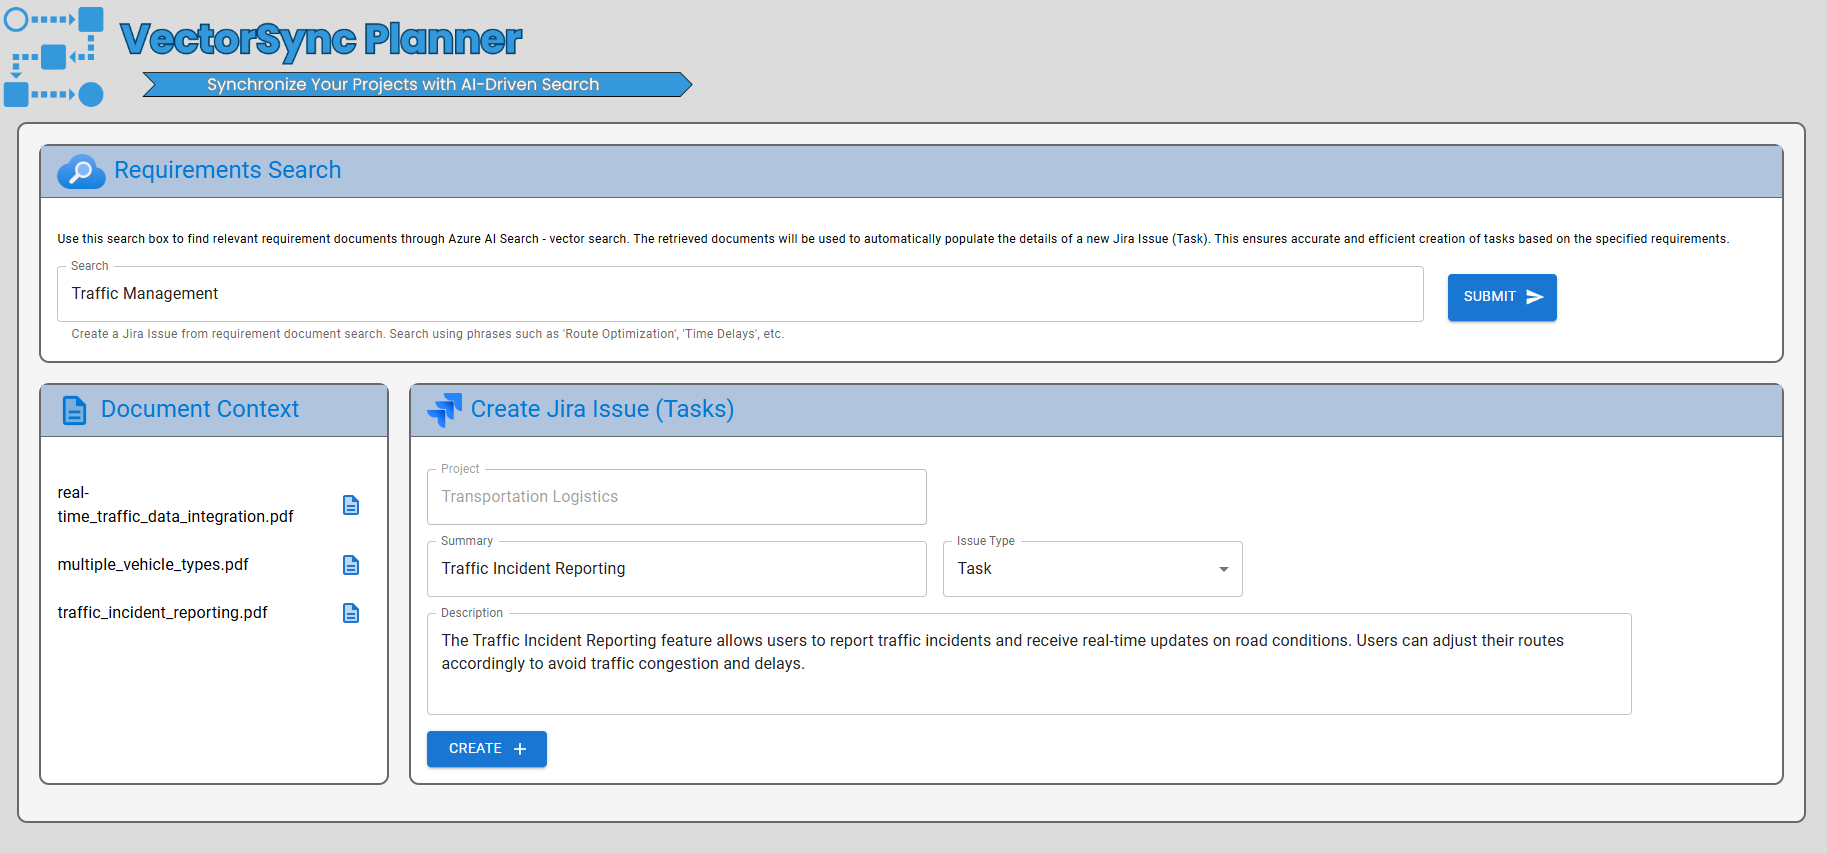 VectorSync Planner
Synchronize Your Projects with AI-Driven Search
Requirements Search
Use this search box to find relevant requirement documents through Azure AI Search - vector search. The retrieved documents will be used to automatically populate the details of a new Jira Issue (Task). This ensures accurate and efficient creation of tasks based on the specified requirements.
Search
Traffic Management
SUBMIT
Create a Jira Issue from requirement document search. Search using phrases such as 'Route Optimization', 'Time Delays', etc.
Document Context
real-
time_traffic_data_integration.pdf
multiple_vehicle_types.pdf
traffic_incident_reporting.pdf
Create Jira Issue (Tasks)
Project
Transportation Logistics
Summary
Traffic Incident Reporting
Issue Type
Task
Description
The Traffic Incident Reporting feature allows users to report traffic incidents and receive real-time updates on road conditions. Users can adjust their routes
accordingly to avoid traffic congestion and delays.
CREATE